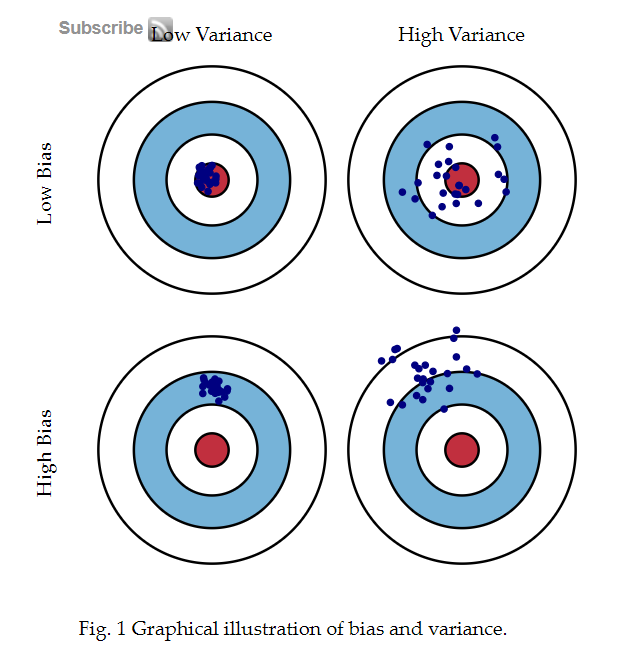 Subscribe
Low Variance
High Variance
Low Bias
High Bias
Fig. 1 Graphical illustration of bias and variance.